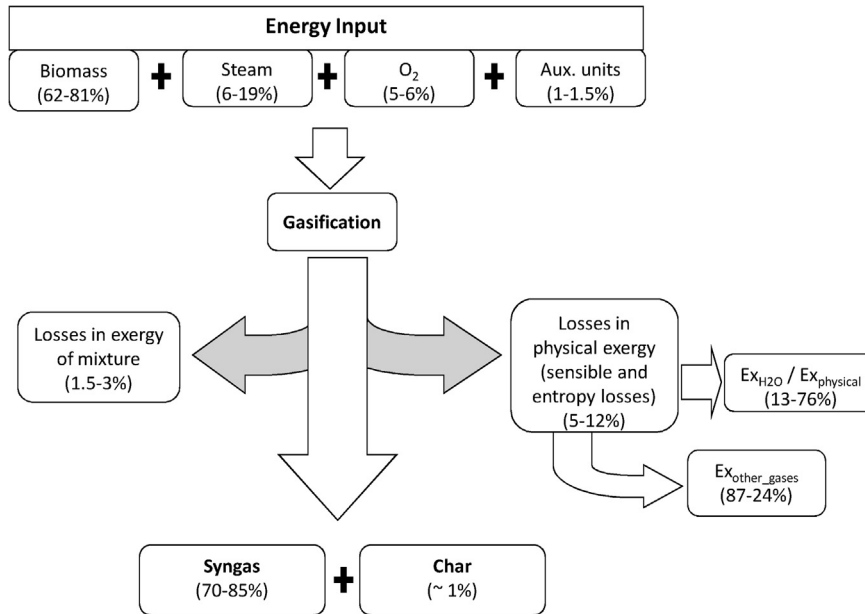 Energy Input
Biomass
(62-81%)
+
Steam
(6-19%)
+
O2
(5-6%)
+
Aux. units
(1-1.5%)
Gasification
Losses in exergy
of mixture
(1.5-3%)
Losses in
physical exergy
(sensible and
entropy losses)
(5-12%)
ExH2O / Exphysical
(13-76%)
Exother_gases
(87-24%)
Syngas
(70-85%)
+
Char
(~ 1%)